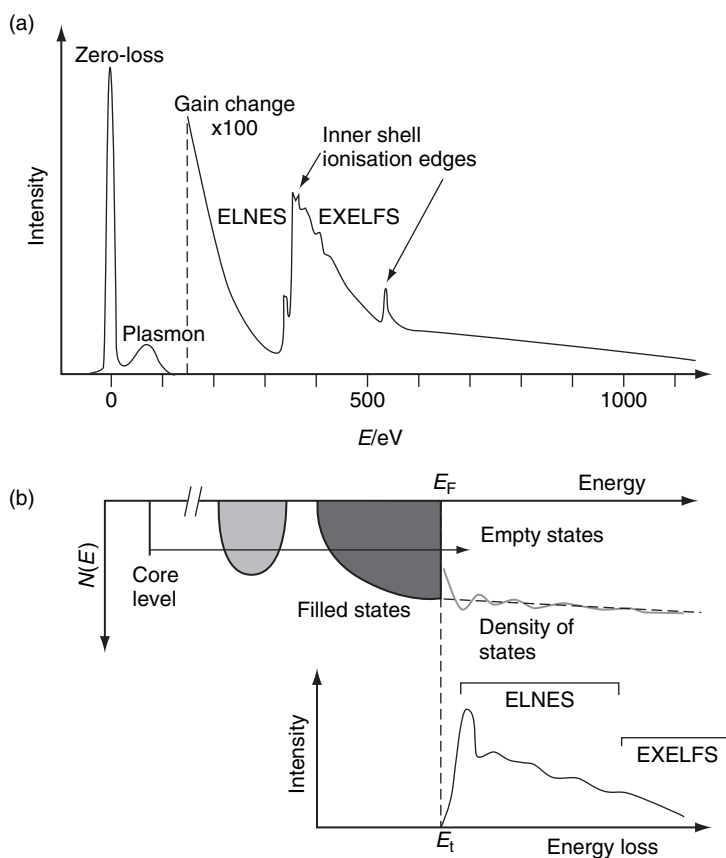 (a)
Zero-loss
Gain change
x100
Inner shell
ionisation edges
ELNES
EXELFS
Plasmon
Intensity
0
500
1000
E/eV
(b)
E_F
Energy
N(E)
Empty states
Core
level
Filled states
Density of
states
ELNES
EXELFS
Intensity
E_t
Energy loss